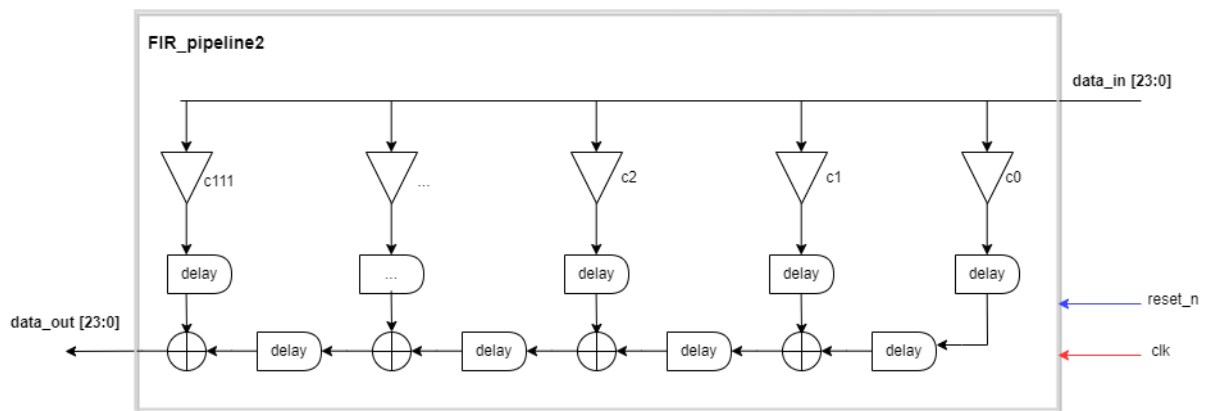 FIR_pipeline2
data_in [23:0]
c111
...
c2
c1
c0
delay
...
delay
delay
delay
reset_n
data_out [23:0]
delay
delay
delay
delay
clk